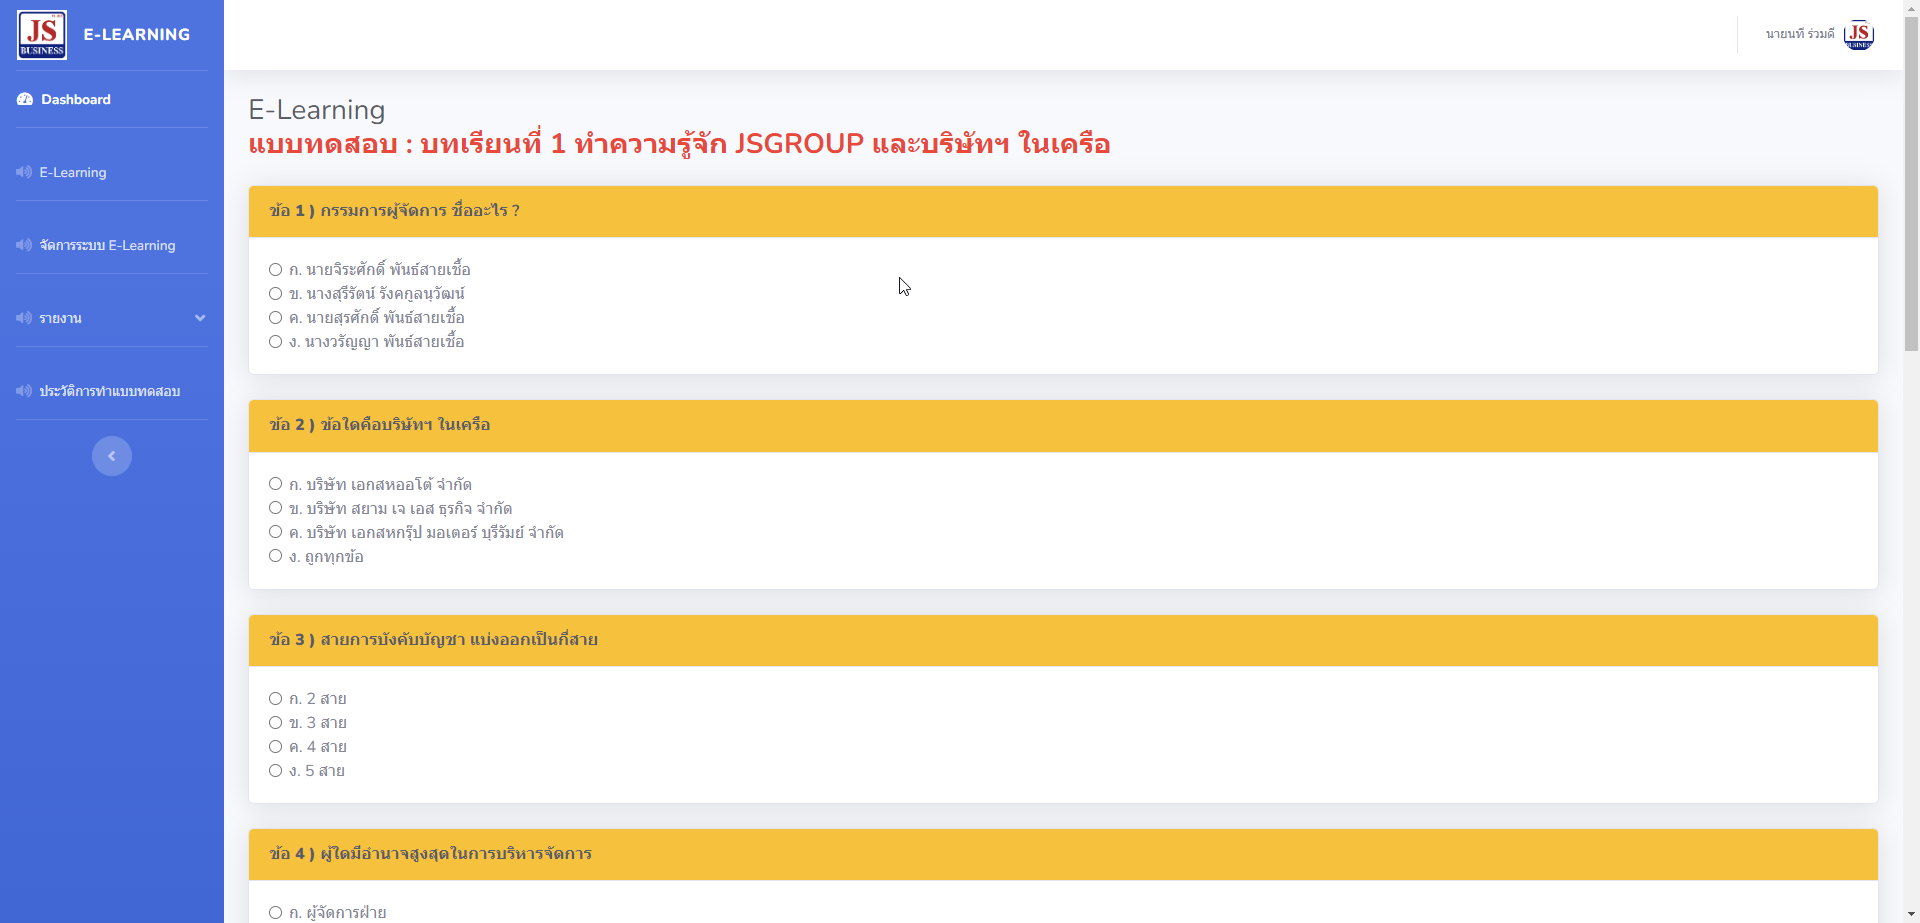 JS
BUSINESS
E-LEARNING
Dashboard
E-Learning
จัดการระบบ E-Learning
รายงาน
ประวัติการทำแบบทดสอบ
นายนที ร่วมดี
JS
E-Learning
แบบทดสอบ : บทเรียนที่ 1 ทำความรู้จัก JSGROUP และบริษัทฯ ในเครือ
ข้อ 1 ) กรรมการผู้จัดการ ชื่ออะไร ?
ก. นายจิระศักดิ์ พันธ์สายเชื้อ
ข. นางสุรีรัตน์ รังคกูลนุวัฒน์
ค. นายสุรศักดิ์ พันธ์สายเชื้อ
ง. นางวรัญญา พันธ์สายเชื้อ
ข้อ 2 ) ข้อใดคือบริษัทฯ ในเครือ
ก. บริษัท เอกสหออโต้ จำกัด
ข. บริษัท สยาม เจ เอส ธุรกิจ จำกัด
ค. บริษัท เอกสหกรุ๊ป มอเตอร์ บุรีรัมย์ จำกัด
ง. ถูกทุกข้อ
ข้อ 3 ) สายการบังคับบัญชา แบ่งออกเป็นกี่สาย
ก. 2 สาย
ข. 3 สาย
ค. 4 สาย
ง. 5 สาย
ข้อ 4 ) ผู้ใดมีอำนาจสูงสุดในการบริหารจัดการ
ก. ผู้จัดการฝ่าย